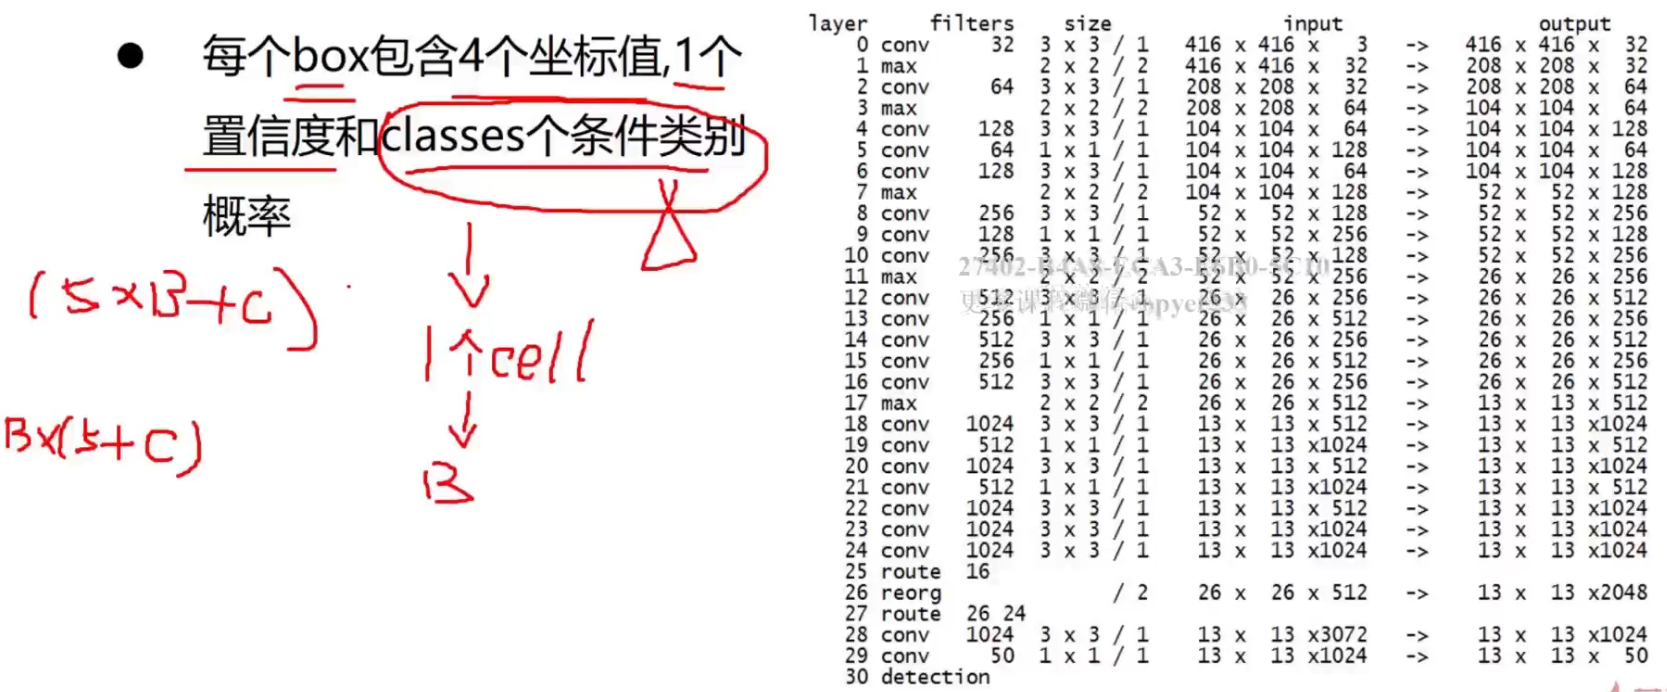 ● 每个box包含4个坐标值,1个
置信度和classes个条件类别
概率
(5×B+C)
1个cell
B×(5+C)
B
layer filters size input output
0 conv 32 3 x 3 / 1 416 x 416 x 3 -> 416 x 416 x 32
1 max 2 x 2 / 2 416 x 416 x 32 -> 208 x 208 x 32
2 conv 64 3 x 3 / 1 208 x 208 x 32 -> 208 x 208 x 64
3 max 2 x 2 / 2 208 x 208 x 64 -> 104 x 104 x 64
4 conv 128 3 x 3 / 1 104 x 104 x 64 -> 104 x 104 x 128
5 conv 64 1 x 1 / 1 104 x 104 x 128 -> 104 x 104 x 64
6 conv 128 3 x 3 / 1 104 x 104 x 64 -> 104 x 104 x 128
7 max 2 x 2 / 2 104 x 104 x 128 -> 52 x 52 x 128
8 conv 256 3 x 3 / 1 52 x 52 x 128 -> 52 x 52 x 256
9 conv 128 1 x 1 / 1 52 x 52 x 256 -> 52 x 52 x 128
10 conv 256 3 x 3 / 1 52 x 52 x 128 -> 52 x 52 x 256
11 max 2 x 2 / 2 52 x 52 x 256 -> 26 x 26 x 256
12 conv 512 3 x 3 / 1 26 x 26 x 256 -> 26 x 26 x 512
13 conv 256 1 x 1 / 1 26 x 26 x 512 -> 26 x 26 x 256
14 conv 512 3 x 3 / 1 26 x 26 x 256 -> 26 x 26 x 512
15 conv 256 1 x 1 / 1 26 x 26 x 512 -> 26 x 26 x 256
16 conv 512 3 x 3 / 1 26 x 26 x 256 -> 26 x 26 x 512
17 max 2 x 2 / 2 26 x 26 x 512 -> 13 x 13 x 512
18 conv 1024 3 x 3 / 1 13 x 13 x 512 -> 13 x 13 x1024
19 conv 512 1 x 1 / 1 13 x 13 x1024 -> 13 x 13 x 512
20 conv 1024 3 x 3 / 1 13 x 13 x 512 -> 13 x 13 x1024
21 conv 512 1 x 1 / 1 13 x 13 x1024 -> 13 x 13 x 512
22 conv 1024 3 x 3 / 1 13 x 13 x 512 -> 13 x 13 x1024
23 conv 1024 3 x 3 / 1 13 x 13 x1024 -> 13 x 13 x1024
24 conv 1024 3 x 3 / 1 13 x 13 x1024 -> 13 x 13 x1024
25 route 16
26 reorg / 2 26 x 26 x 512 -> 13 x 13 x2048
27 route 26 24
28 conv 1024 3 x 3 / 1 13 x 13 x3072 -> 13 x 13 x1024
29 conv 50 1 x 1 / 1 13 x 13 x1024 -> 13 x 13 x 50
30 detection